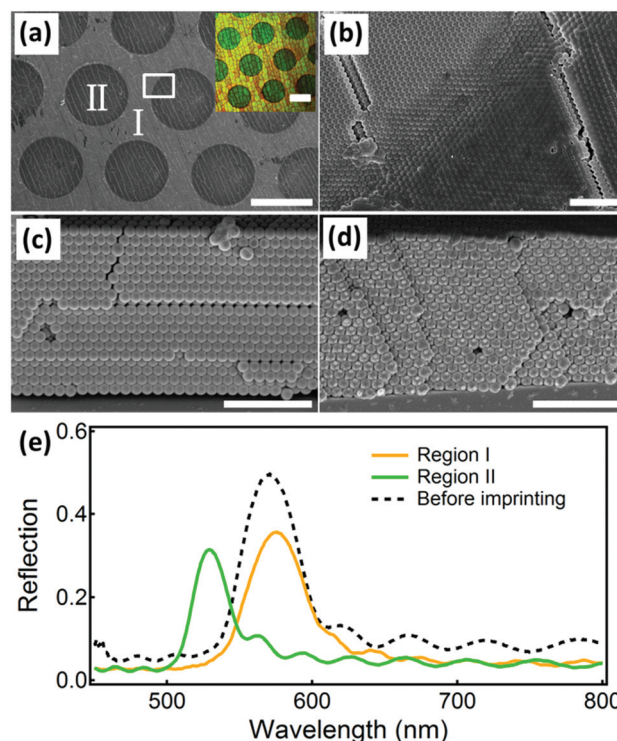 (a)
II
I
(b)
(c)
(d)
(e)
0.6
0.4
0.2
0.0
Reflection
Region I
Region II
Before imprinting
500
600
700
800
Wavelength (nm)